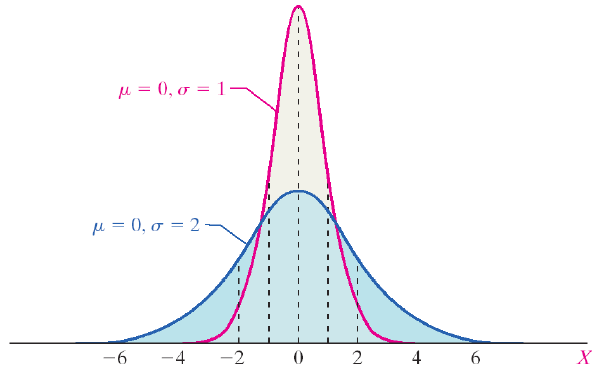 μ = 0, σ = 1
μ = 0, σ = 2
−6 −4 −2 0 2 4 6 X